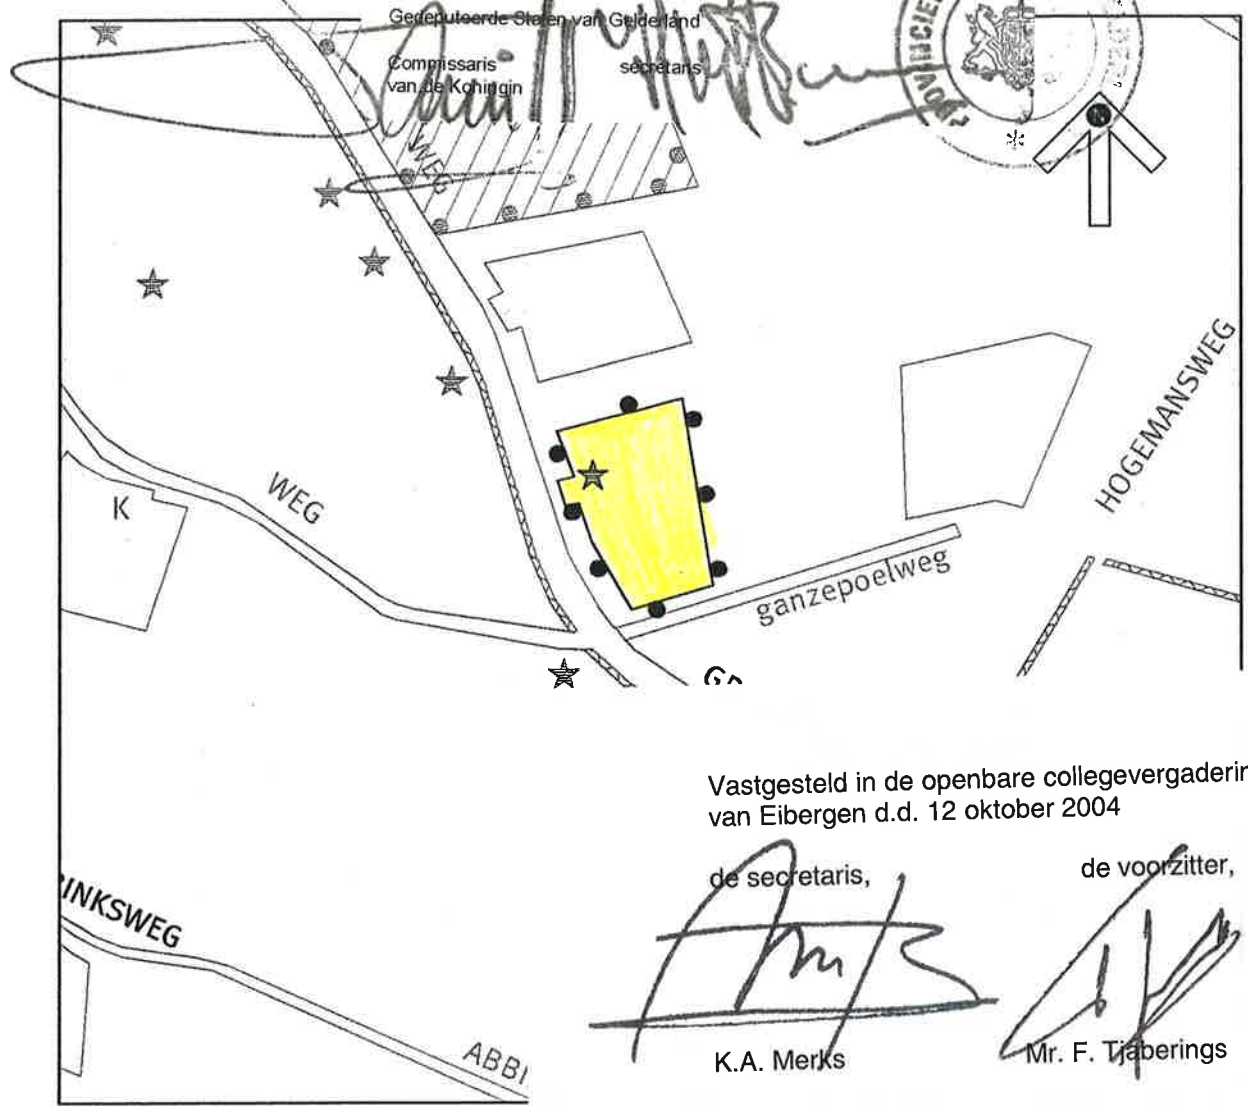 Gedeputeerde Staten van Gelderland
Commissaris secretaris
van de Koningin
WEG
HOGEMANSWEG
K
WEG
ganzepoelweg
Vastgesteld in de openbare collegevergaderin
van Eibergen d.d. 12 oktober 2004
de secretaris, de voorzitter,
RINKSWEG
ABBI
K.A. Merks Mr. F. Tjaberings